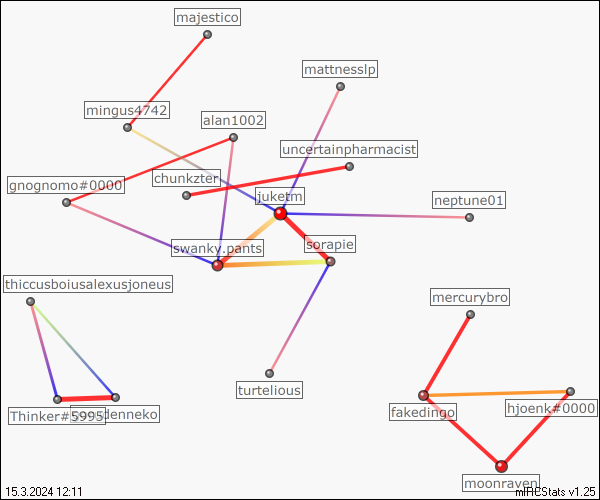 majestico
mattnesslp
mingus4742
alan1002
uncertainpharmacist
chunkzter
gnognomo#0000
juketm
neptune01
swanky.pants
sorapie
thiccusboiusalexusjoneus
mercurybro
turtelious
fakedingo
hjoenk#0000
Thinker#5995
denneko
moonraven
15.3.2024 12:11
mIRCStats v1.25